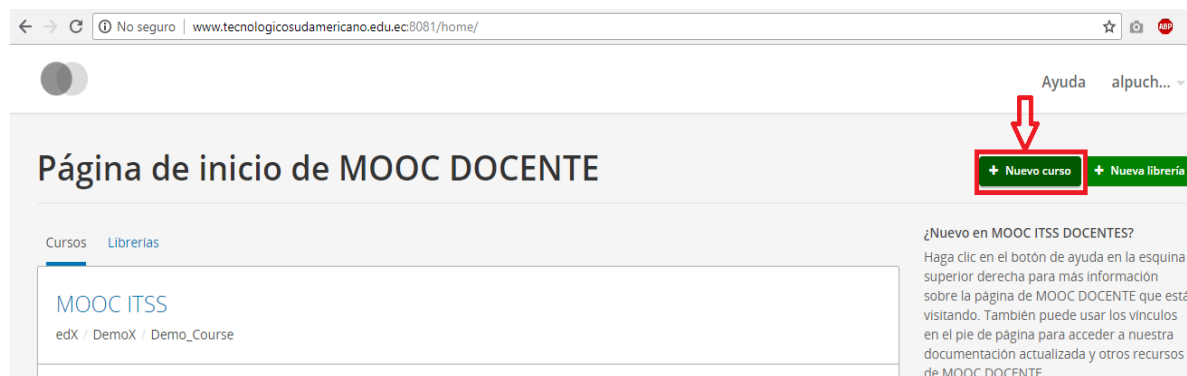 No seguro | www.tecnologicosudamericano.edu.ec:8081/home/
ABP
Ayuda alpuch...
Página de inicio de MOOC DOCENTE
+ Nuevo curso + Nueva librería
Cursos Librerías
MOOC ITSS
edX / DemoX / Demo_Course
¿Nuevo en MOOC ITSS DOCENTES?
Haga clic en el botón de ayuda en la esquina
superior derecha para más información
sobre la página de MOOC DOCENTE que está
visitando. También puede usar los vínculos
en el pie de página para acceder a nuestra
documentación actualizada y otros recursos
de MOOC DOCENTE